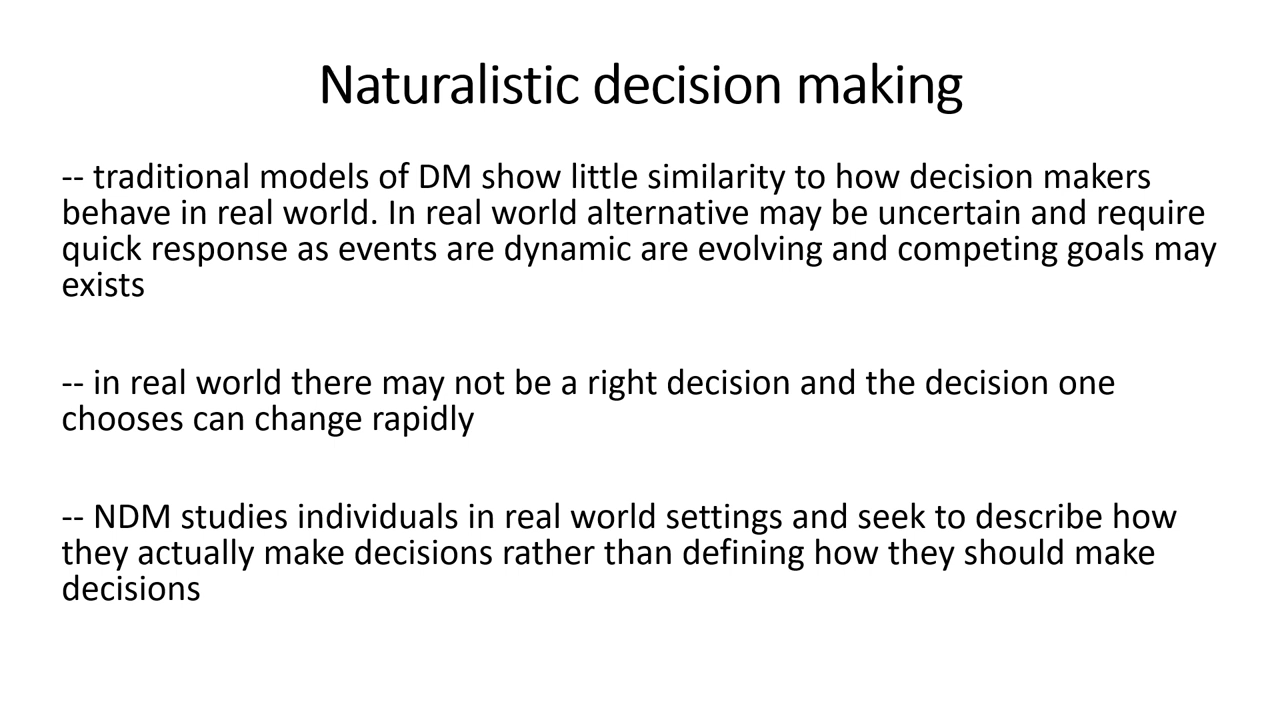 Naturalistic decision making
-- traditional models of DM show little similarity to how decision makers
behave in real world. In real world alternative may be uncertain and require
quick response as events are dynamic are evolving and competing goals may
exists
-- in real world there may not be a right decision and the decision one
chooses can change rapidly
-- NDM studies individuals in real world settings and seek to describe how
they actually make decisions rather than defining how they should make
decisions